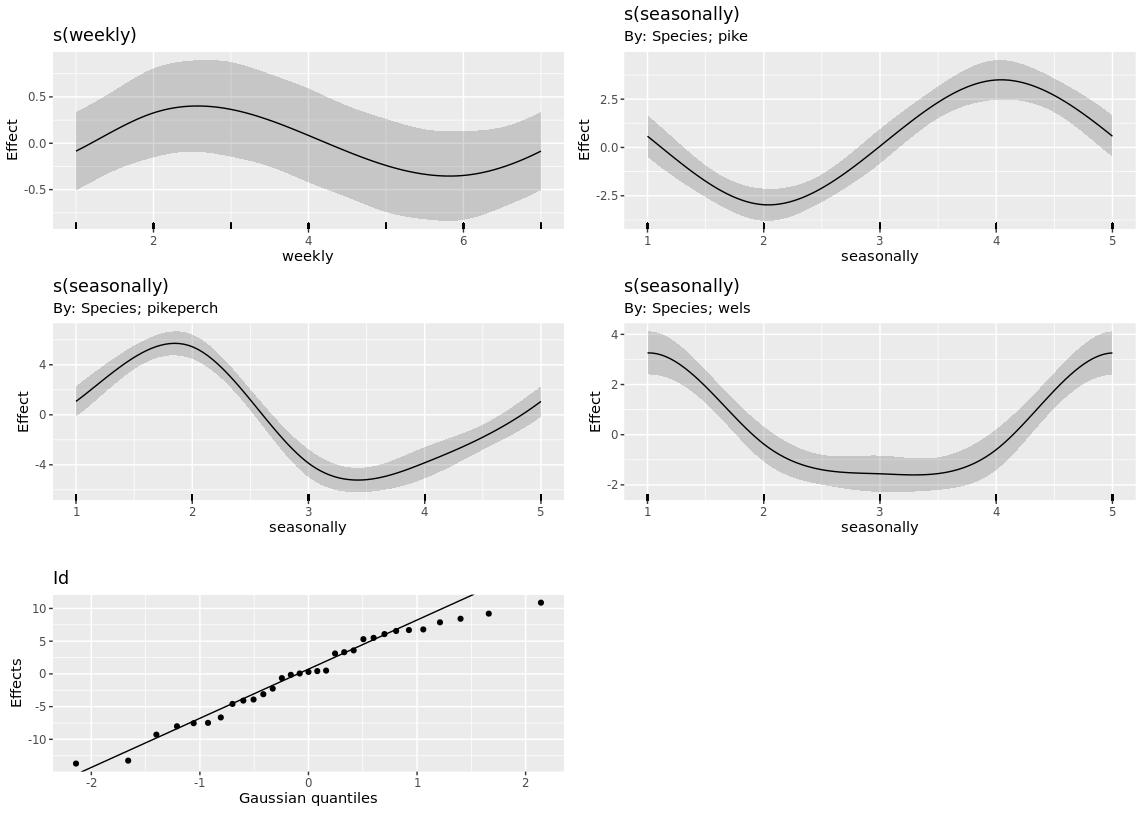 s(weekly)
Effect
0.5
0.0
-0.5
2
4
6
weekly
s(seasonally)
By: Species; pike
Effect
2.5
0.0
-2.5
1
2
3
4
5
seasonally
s(seasonally)
By: Species; pikeperch
Effect
4
0
-4
1
2
3
4
5
seasonally
s(seasonally)
By: Species; wels
Effect
4
2
0
-2
1
2
3
4
5
seasonally
Id
Effects
10
5
0
-5
-10
-2
-1
0
1
2
Gaussian quantiles